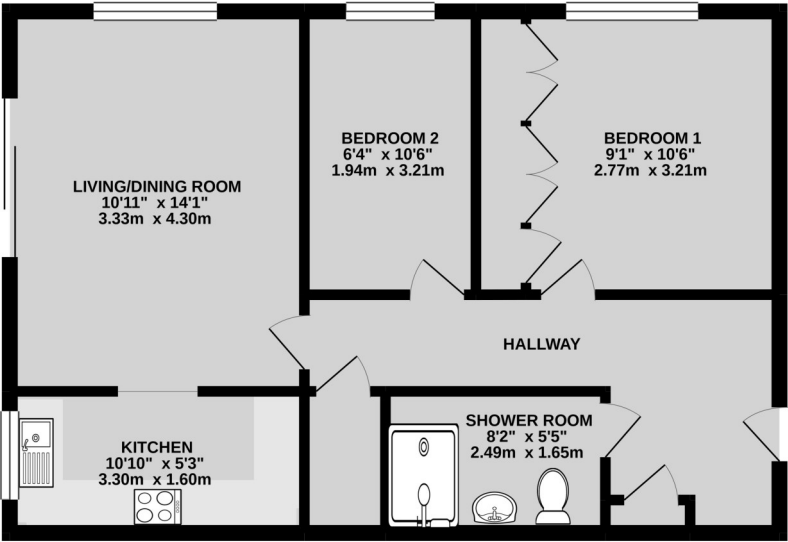 BEDROOM 2
6'4" x 10'6"
1.94m x 3.21m
BEDROOM 1
9'1" x 10'6"
2.77m x 3.21m
LIVING/DINING ROOM
10'11" x 14'1"
3.33m x 4.30m
HALLWAY
KITCHEN
10'10" x 5'3"
3.30m x 1.60m
SHOWER ROOM
8'2" x 5'5"
2.49m x 1.65m